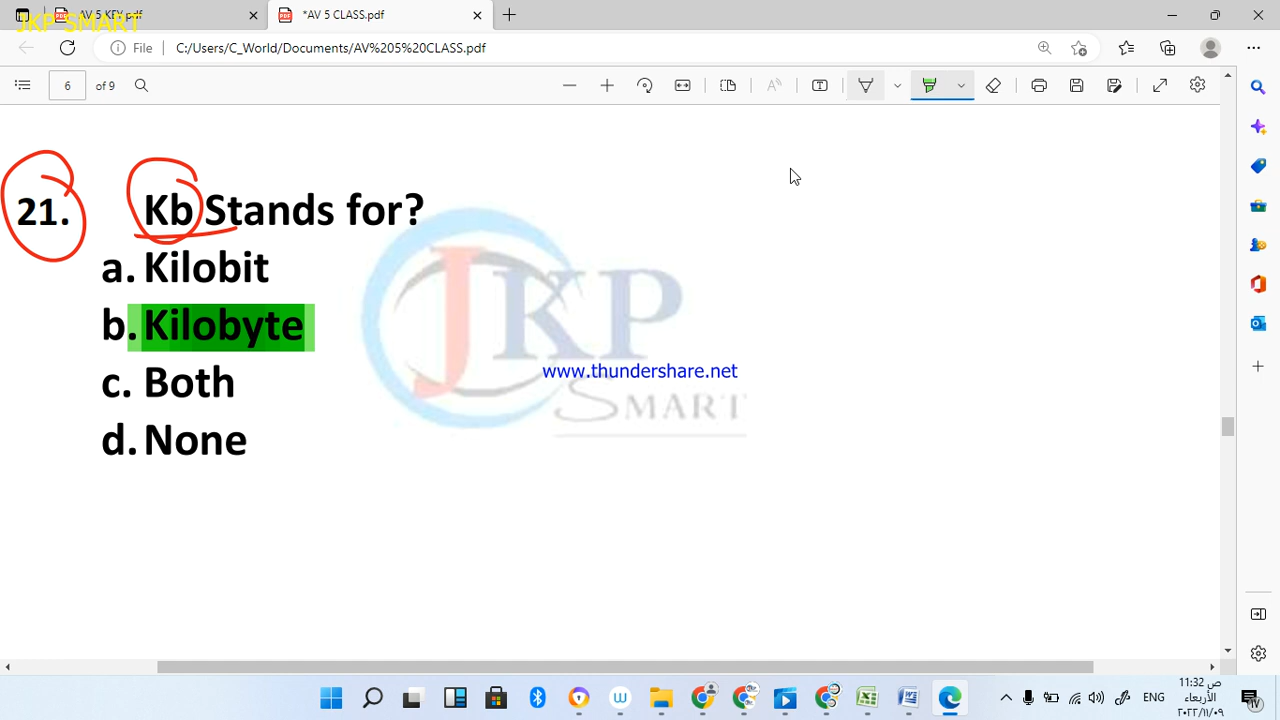 AV 5 KEY.pdf
*AV 5 CLASS.pdf
JKP SMART
File
C:/Users/C_World/Documents/AV%205%20CLASS.pdf
6 of 9
21. Kb Stands for?
a. Kilobit
b. Kilobyte
c. Both
d. None
JKP
SMART
www.thundershare.net
ENG
11:32 ص
الأربعاء
٢٠٢٢/١١/٠٩